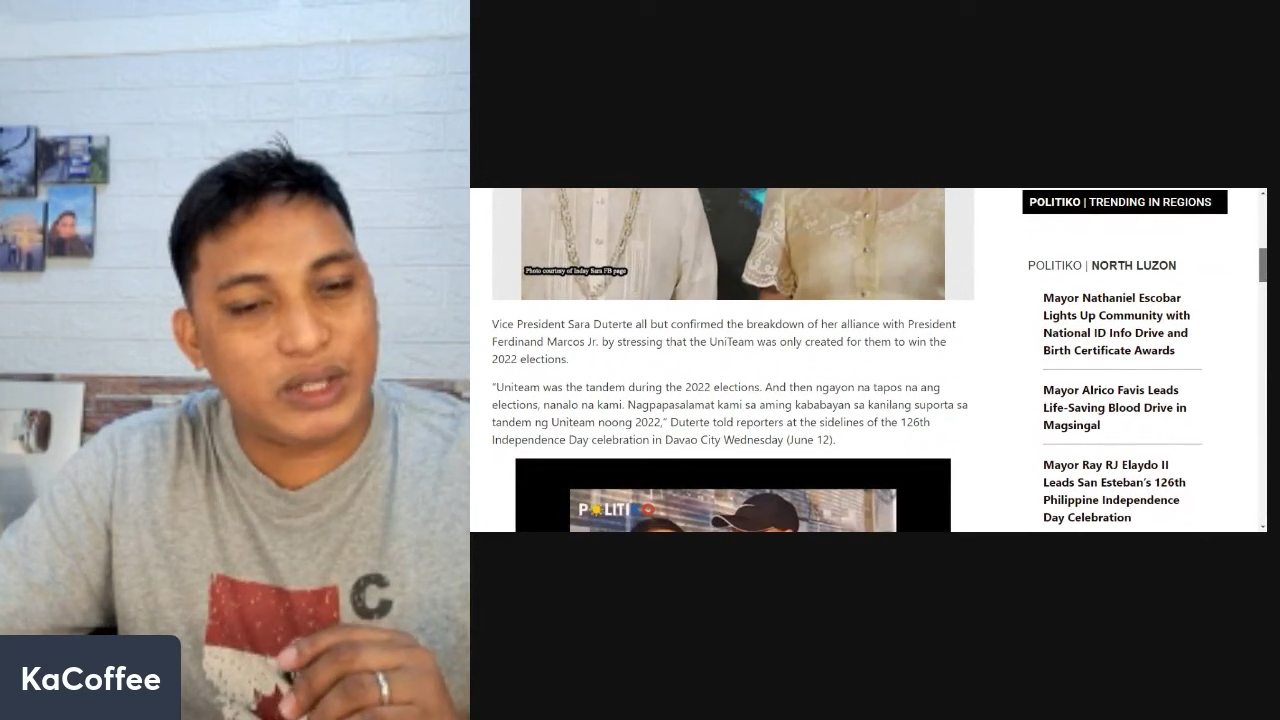 KaCoffee
C
Photo courtesy of Inday Sara FB page
Vice President Sara Duterte all but confirmed the breakdown of her alliance with President
Ferdinand Marcos Jr. by stressing that the UniTeam was only created for them to win the
2022 elections.
“Uniteam was the tandem during the 2022 elections. And then ngayon na tapos na ang
elections, nanalo na kami. Nagpapasalamat kami sa aming kababayan sa kanilang suporta sa
tandem ng Uniteam noong 2022,” Duterte told reporters at the sidelines of the 126th
Independence Day celebration in Davao City Wednesday (June 12).
POLITIKO
POLITIKO | TRENDING IN REGIONS
POLITIKO | NORTH LUZON
Mayor Nathaniel Escobar
Lights Up Community with
National ID Info Drive and
Birth Certificate Awards
Mayor Alrico Favis Leads
Life-Saving Blood Drive in
Magsingal
Mayor Ray RJ Elaydo II
Leads San Esteban’s 126th
Philippine Independence
Day Celebration